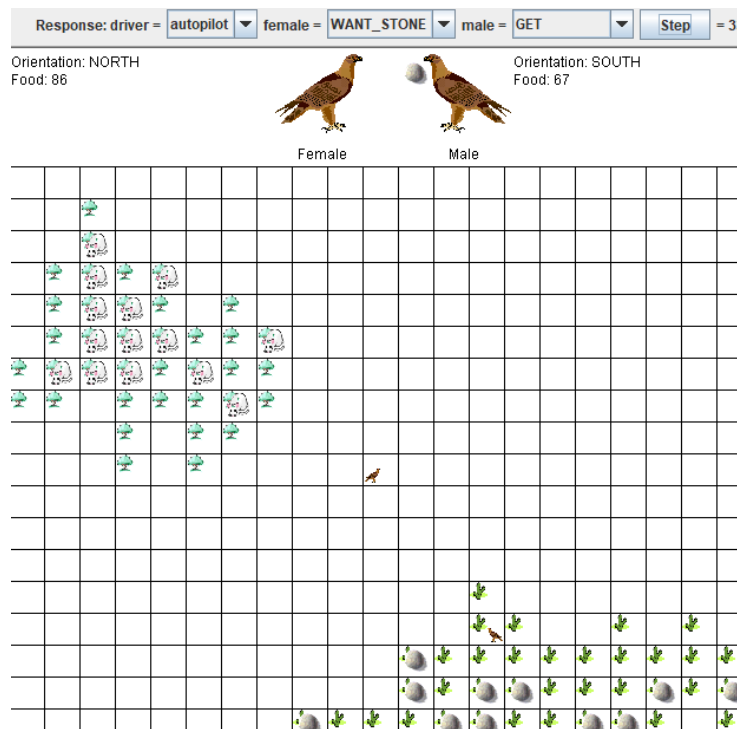 Response: driver = autopilot female = WANT_STONE male = GET Step = 3
Orientation: NORTH
Food: 86
Orientation: SOUTH
Food: 67
Female
Male